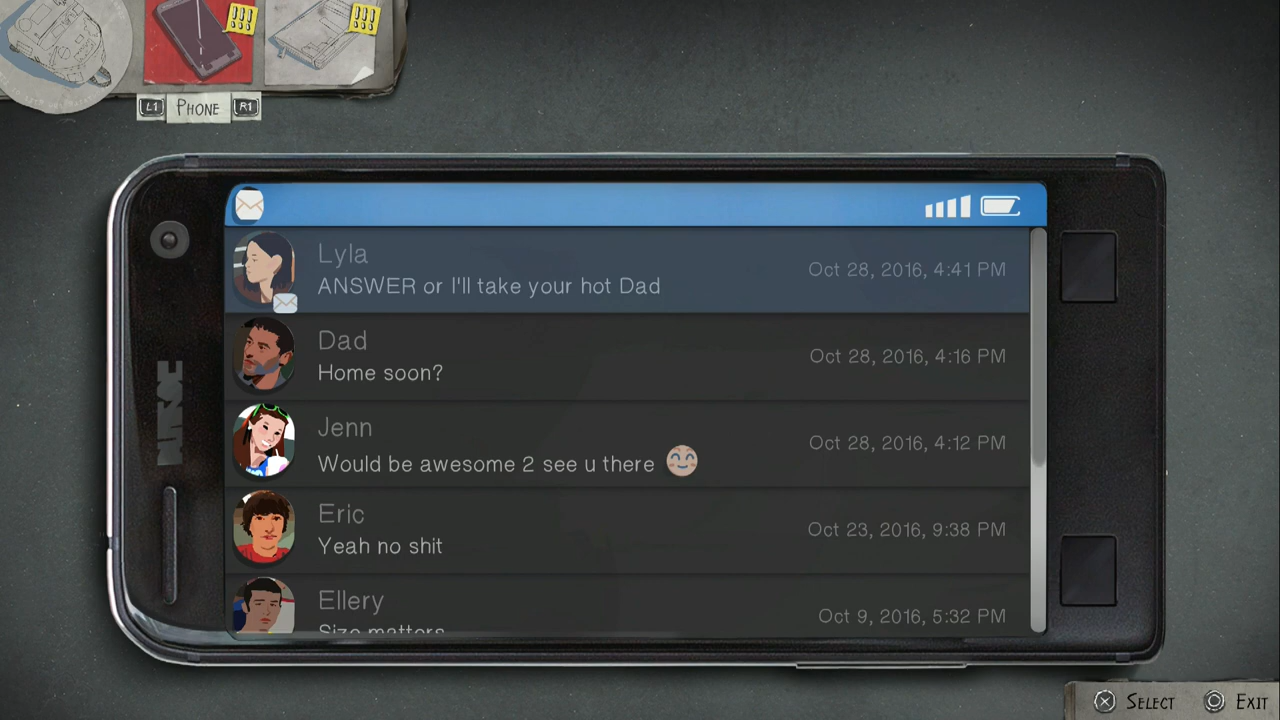 L1 PHONE R1
Lyla
ANSWER or I'll take your hot Dad
Oct 28, 2016, 4:41 PM
Dad
Home soon?
Oct 28, 2016, 4:16 PM
Jenn
Would be awesome 2 see u there
Oct 28, 2016, 4:12 PM
Eric
Yeah no shit
Oct 23, 2016, 9:38 PM
Ellery
Size matters
Oct 9, 2016, 5:32 PM
SELECT EXIT